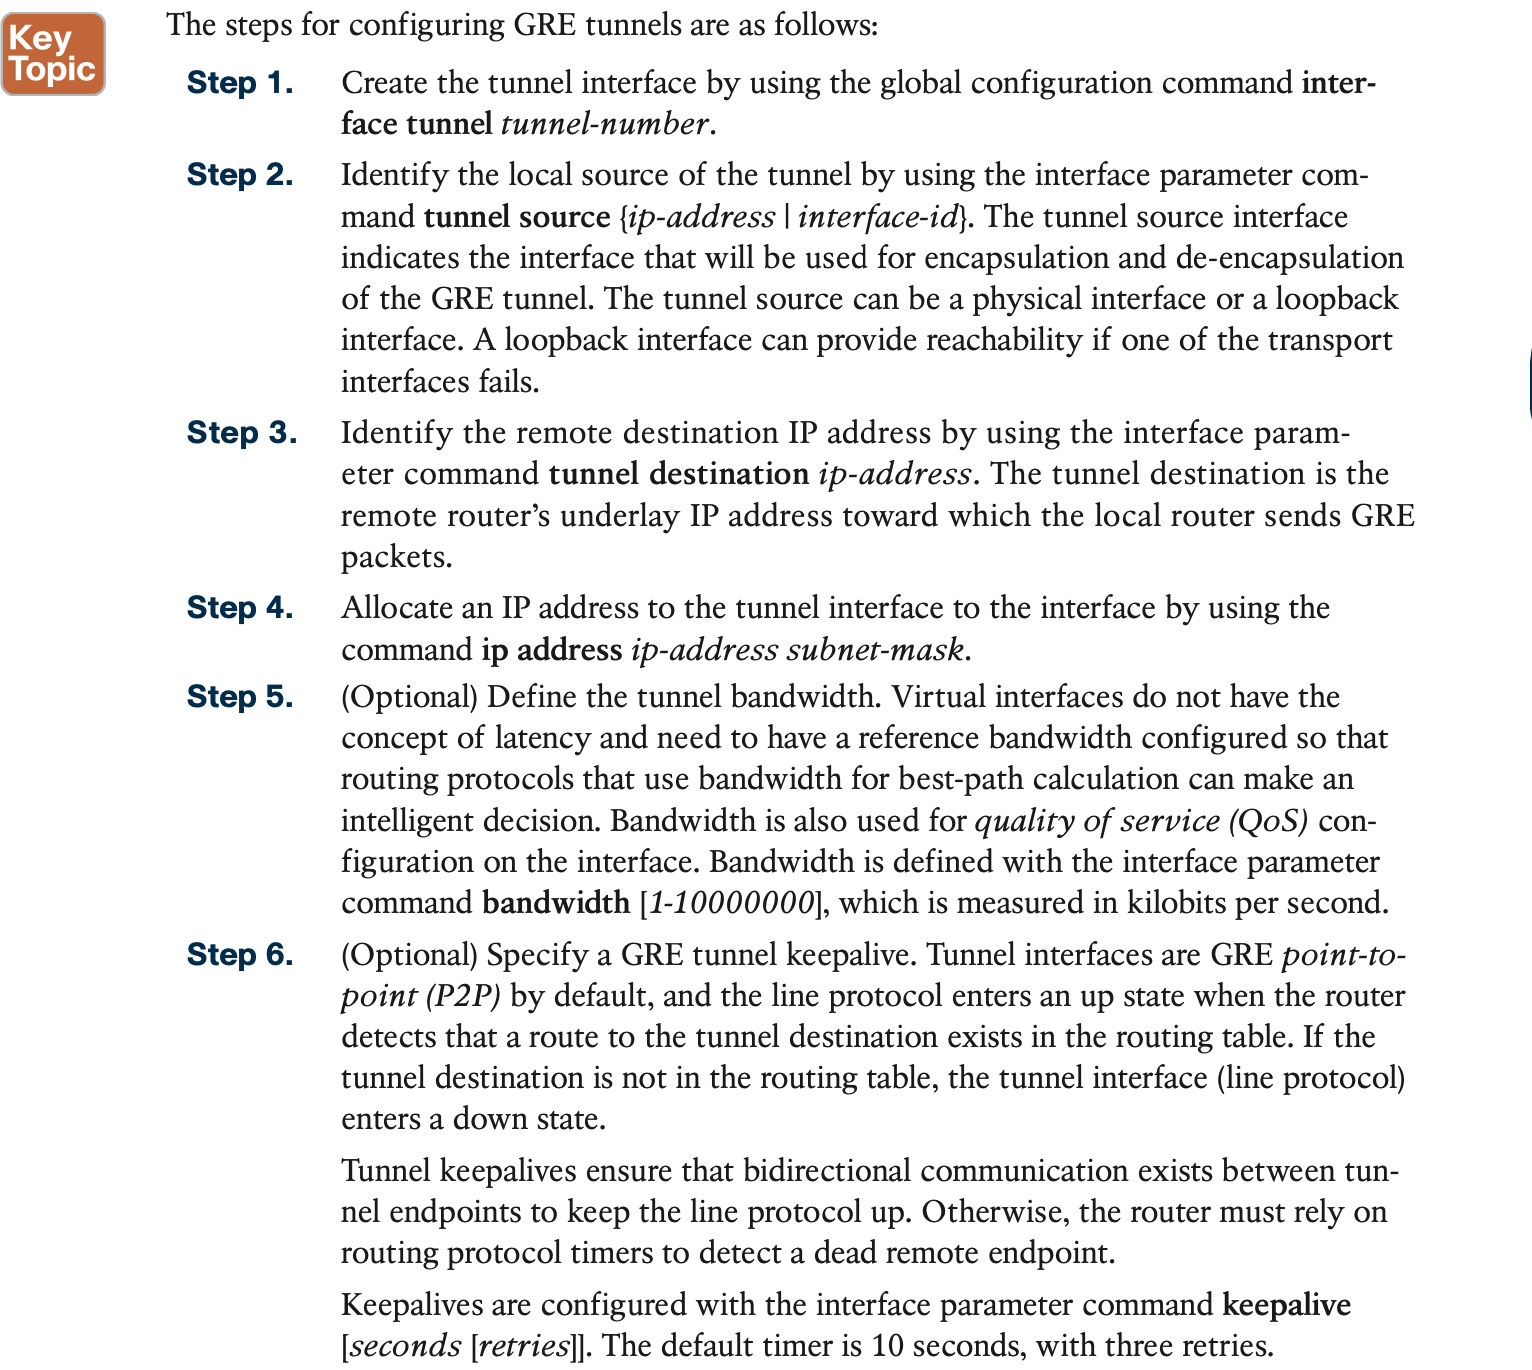 Key
Topic
The steps for configuring GRE tunnels are as follows:
Step 1. Create the tunnel interface by using the global configuration command inter-
face tunnel tunnel-number.
Step 2. Identify the local source of the tunnel by using the interface parameter com-
mand tunnel source {ip-address | interface-id}. The tunnel source interface
indicates the interface that will be used for encapsulation and de-encapsulation
of the GRE tunnel. The tunnel source can be a physical interface or a loopback
interface. A loopback interface can provide reachability if one of the transport
interfaces fails.
Step 3. Identify the remote destination IP address by using the interface param-
eter command tunnel destination ip-address. The tunnel destination is the
remote router’s underlay IP address toward which the local router sends GRE
packets.
Step 4. Allocate an IP address to the tunnel interface to the interface by using the
command ip address ip-address subnet-mask.
Step 5. (Optional) Define the tunnel bandwidth. Virtual interfaces do not have the
concept of latency and need to have a reference bandwidth configured so that
routing protocols that use bandwidth for best-path calculation can make an
intelligent decision. Bandwidth is also used for quality of service (QoS) con-
figuration on the interface. Bandwidth is defined with the interface parameter
command bandwidth [1-10000000], which is measured in kilobits per second.
Step 6. (Optional) Specify a GRE tunnel keepalive. Tunnel interfaces are GRE point-to-
point (P2P) by default, and the line protocol enters an up state when the router
detects that a route to the tunnel destination exists in the routing table. If the
tunnel destination is not in the routing table, the tunnel interface (line protocol)
enters a down state.
Tunnel keepalives ensure that bidirectional communication exists between tun-
nel endpoints to keep the line protocol up. Otherwise, the router must rely on
routing protocol timers to detect a dead remote endpoint.
Keepalives are configured with the interface parameter command keepalive
[seconds [retries]]. The default timer is 10 seconds, with three retries.